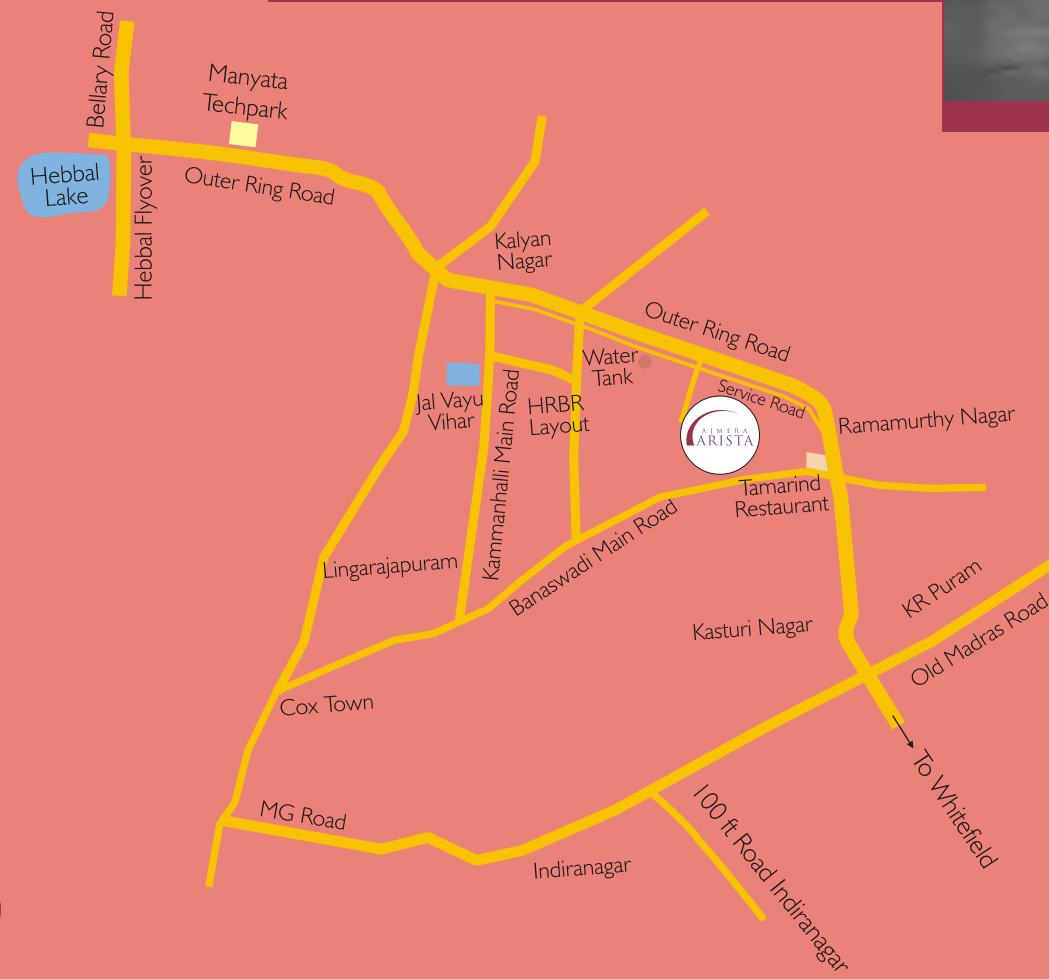 Bellary Road
Manyata
Techpark
Hebbal
Lake
Hebbal Flyover
Outer Ring Road
Kalyan
Nagar
Outer Ring Road
Water
Tank
Service Road
Jal Vayu
Vihar
Kammanhalli Main Road
HRBR
Layout
AJMERA
ARISTA
Ramamurthy Nagar
Tamarind
Restaurant
Lingarajapuram
Banaswadi Main Road
Kasturi Nagar
KR Puram
Old Madras Road
Cox Town
To Whitefield
MG Road
100 ft Road Indiranagar
Indiranagar